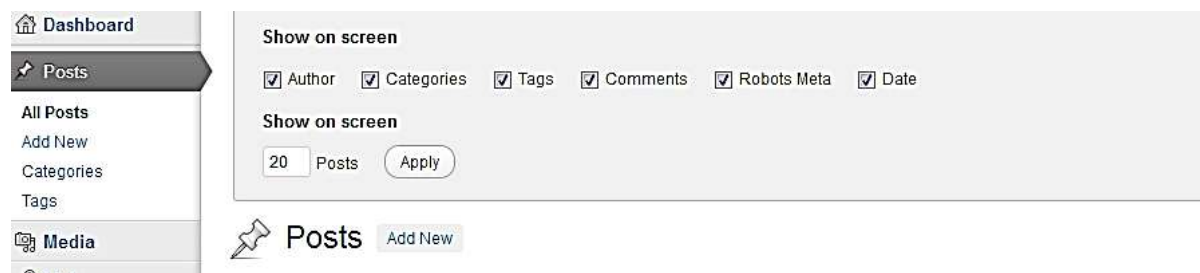 Dashboard
Posts
All Posts
Add New
Categories
Tags
Media
Show on screen
Author Categories Tags Comments Robots Meta Date
Show on screen
20 Posts Apply
Posts Add New